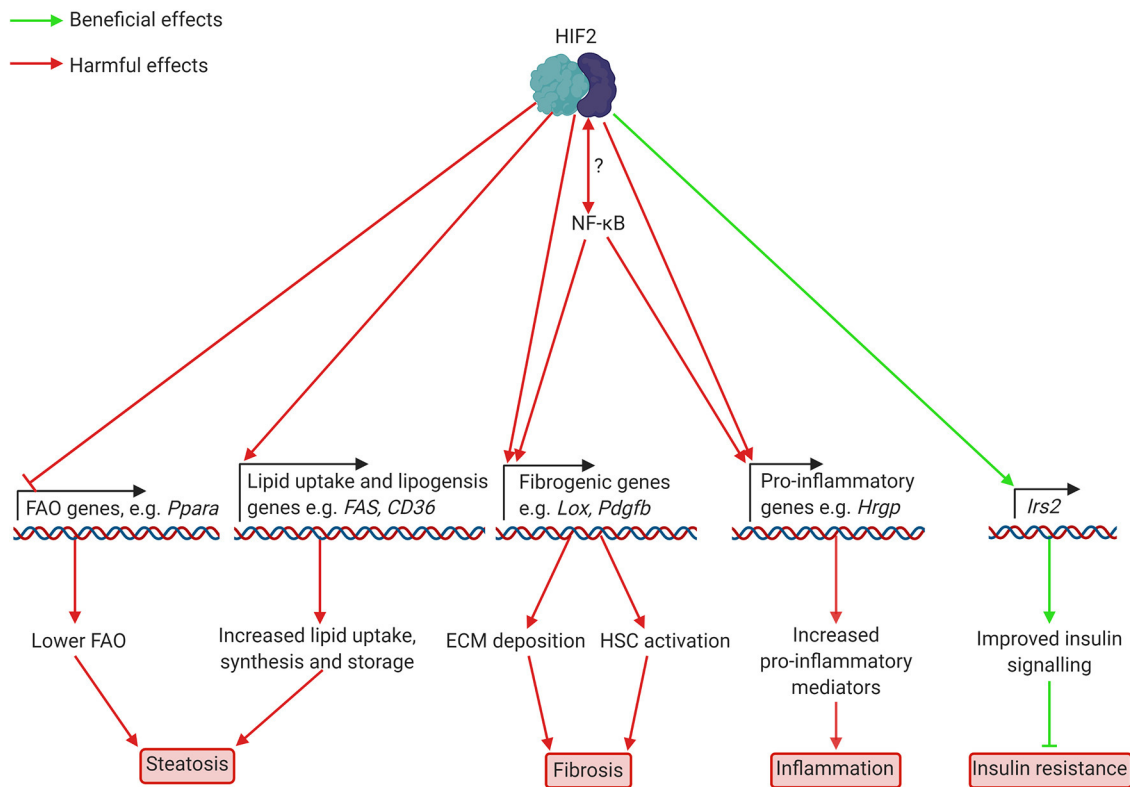 Beneficial effects
Harmful effects
HIF2
?
NF-κB
FAO genes, e.g. Ppara
Lipid uptake and lipogensis
genes e.g. FAS, CD36
Fibrogenic genes
e.g. Lox, Pdgfb
Pro-inflammatory
genes e.g. Hrgp
Irs2
Lower FAO
Increased lipid uptake,
synthesis and storage
ECM deposition
HSC activation
Increased
pro-inflammatory
mediators
Improved insulin
signalling
Steatosis
Fibrosis
Inflammation
Insulin resistance